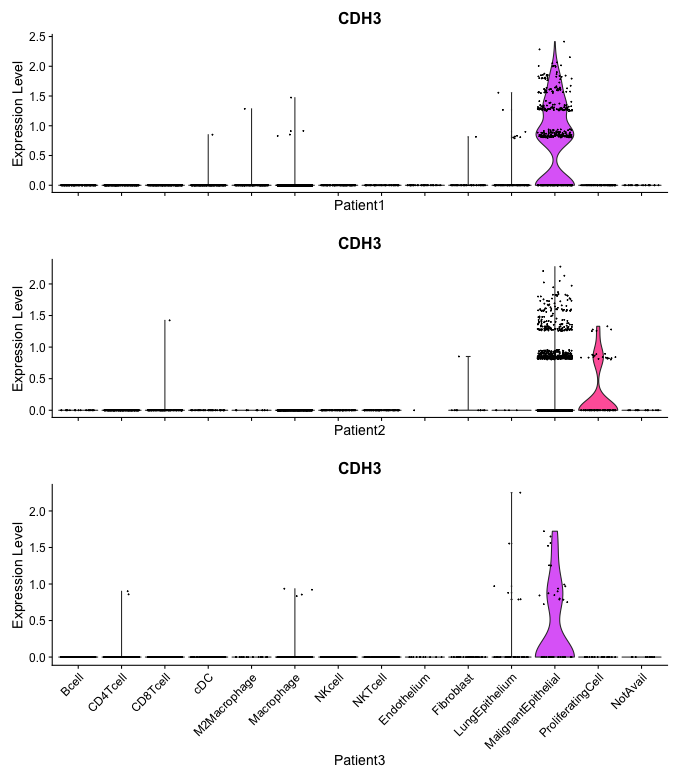 CDH3
Expression Level
2.5
2.0
1.5
1.0
0.5
0.0
Patient1
CDH3
Expression Level
2.0
1.5
1.0
0.5
0.0
Patient2
CDH3
Expression Level
2.0
1.5
1.0
0.5
0.0
Bcell
CD4Tcell
CD8Tcell
cDC
M2Macrophage
Macrophage
NKcell
NKTcell
Endothelium
Fibroblast
LungEpithelium
MalignantEpithelial
ProliferatingCell
NotAvail
Patient3